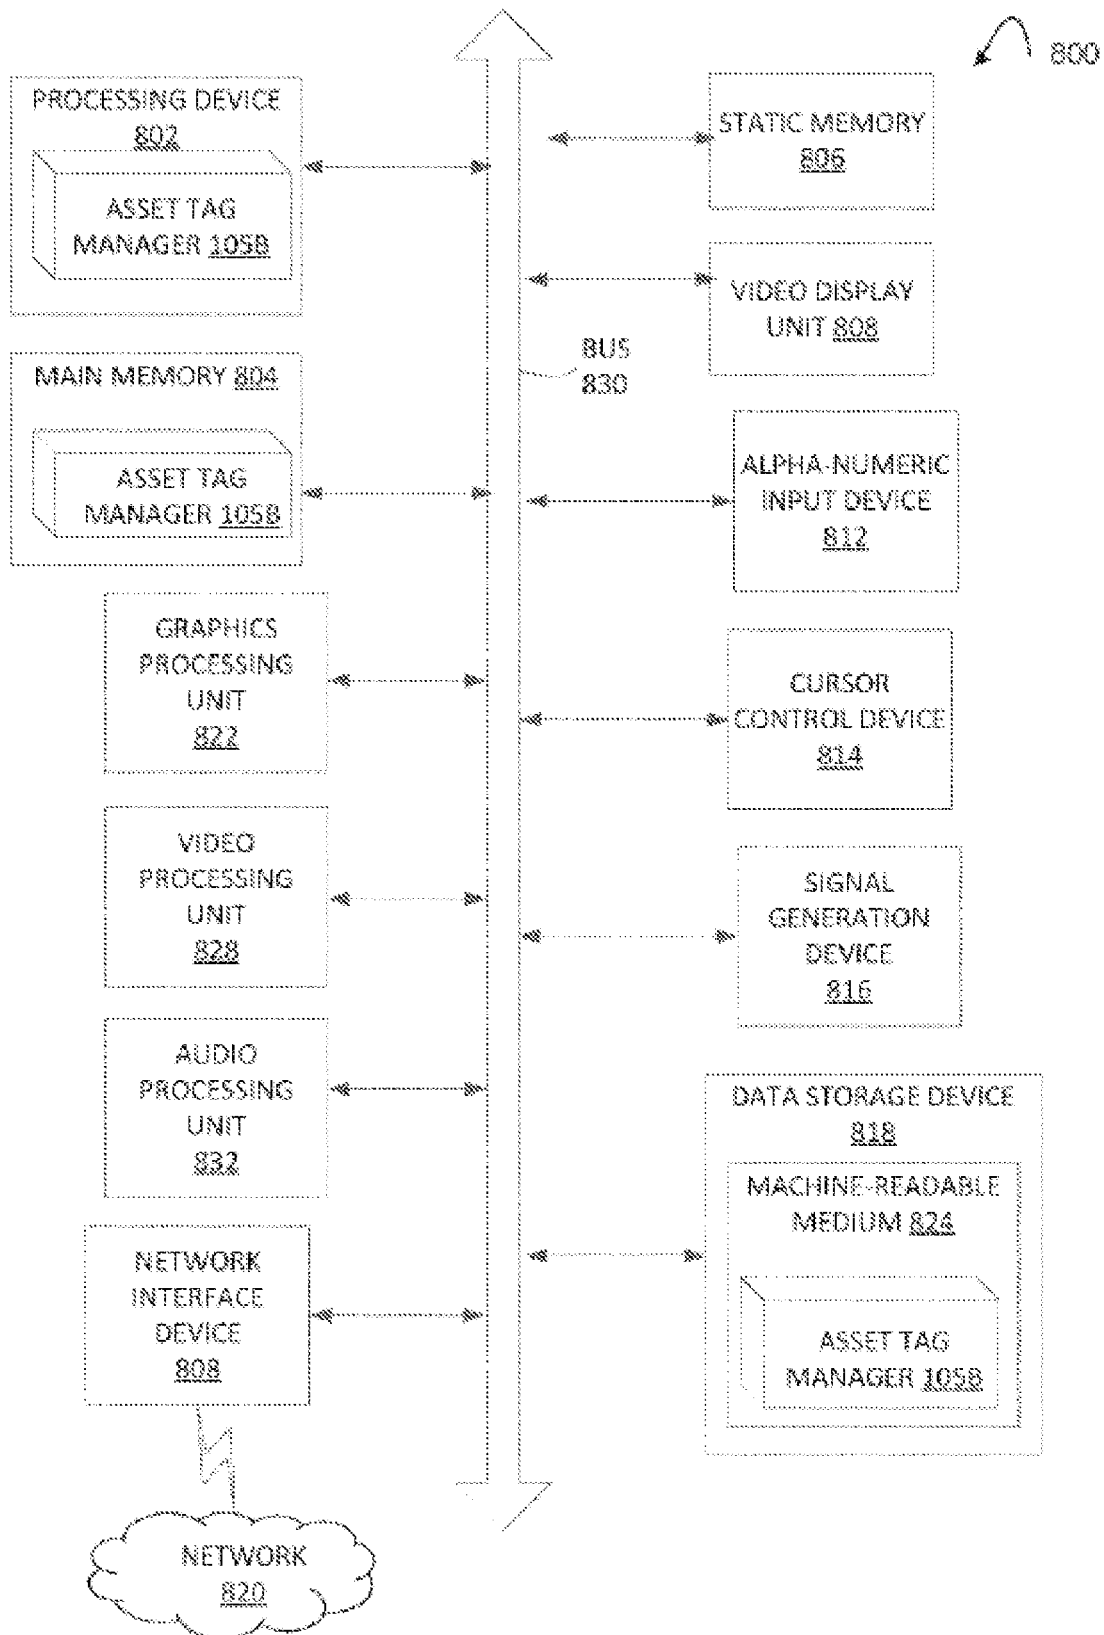 800
PROCESSING DEVICE
802
ASSET TAG
MANAGER 105B
MAIN MEMORY 804
ASSET TAG
MANAGER 105B
GRAPHICS
PROCESSING
UNIT
822
VIDEO
PROCESSING
UNIT
828
AUDIO
PROCESSING
UNIT
832
NETWORK
INTERFACE
DEVICE
808
NETWORK
820
BUS
830
STATIC MEMORY
806
VIDEO DISPLAY
UNIT 808
ALPHA-NUMERIC
INPUT DEVICE
812
CURSOR
CONTROL DEVICE
814
SIGNAL
GENERATION
DEVICE
816
DATA STORAGE DEVICE
818
MACHINE-READABLE
MEDIUM 824
ASSET TAG
MANAGER 105B